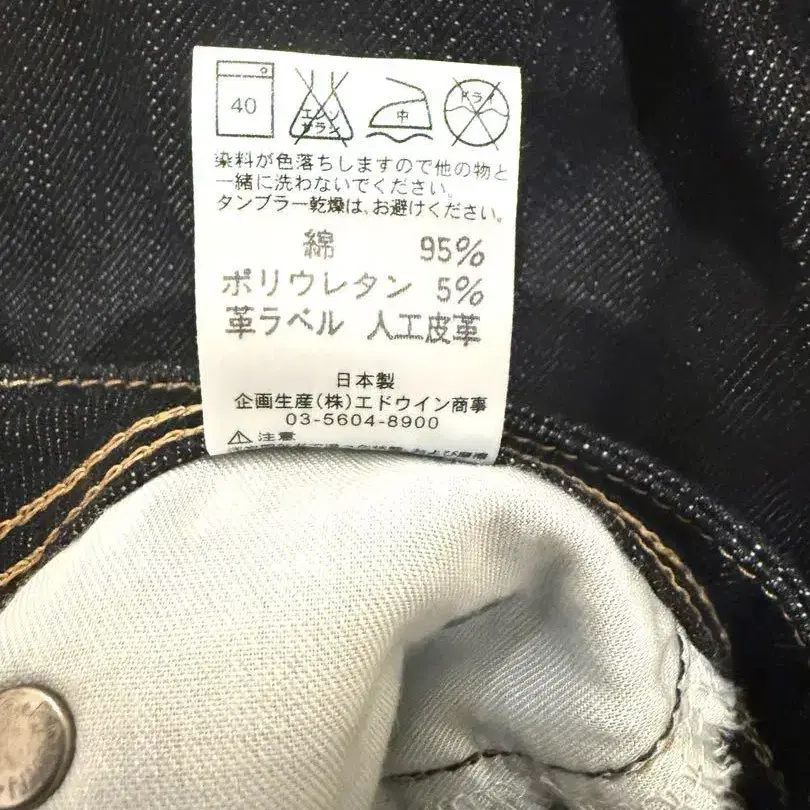 40
エンソ
サラシ
中
ドライ
染料が色落ちしますので他の物と
一緒に洗わないでください。
タンブラー乾燥は、お避けください。
綿 95%
ポリウレタン 5%
革ラベル 人工皮革
日本製
企画生産(株)エドウイン商事
03-5604-8900
⚠注意